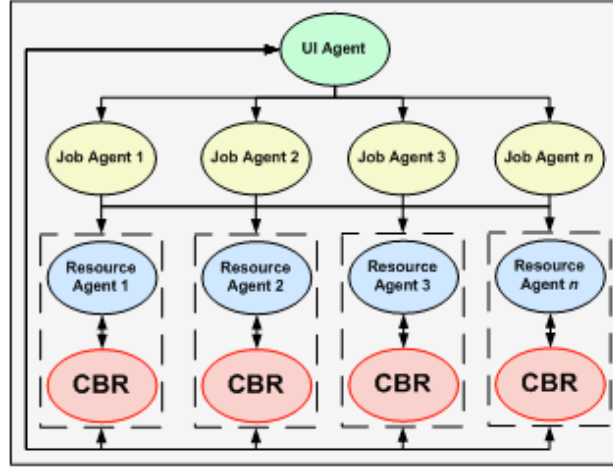 UI Agent
Job Agent 1
Job Agent 2
Job Agent 3
Job Agent n
Resource
Agent 1
Resource
Agent 2
Resource
Agent 3
Resource
Agent n
CBR
CBR
CBR
CBR